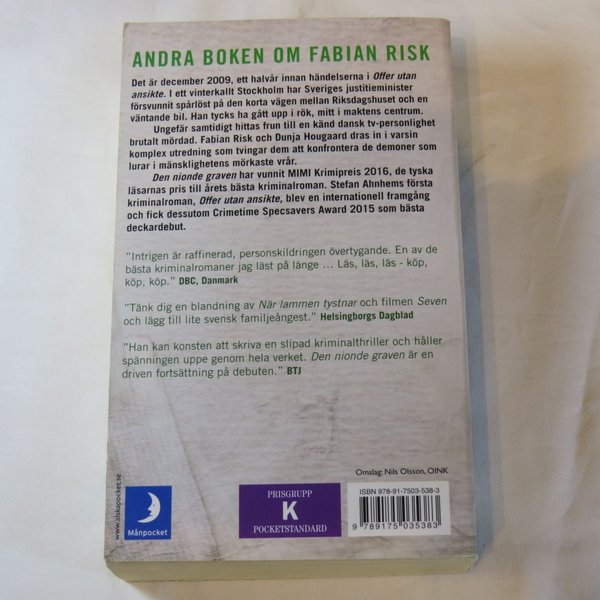 ANDRA BOKEN OM FABIAN RISK
Det är december 2009, ett halvår innan händelserna i Offer utan
ansikte. I ett vinterkallt Stockholm har Sveriges justitieminister
försvunnit spårlöst på den korta vägen mellan Riksdagshuset och en
väntande bil. Han tycks ha gått upp i rök, mitt i maktens centrum.
Ungefär samtidigt hittas frun till en känd dansk tv-personlighet
brutalt mördad. Fabian Risk och Dunja Hougaard dras in i varsin
komplex utredning som tvingar dem att konfrontera de demoner som
lurar i mänsklighetens mörkaste vrår.
Den nionde graven har vunnit MIMI Krimipreis 2016, de tyska
läsarnas pris till årets bästa kriminalroman. Stefan Ahnhems första
kriminalroman, Offer utan ansikte, blev en internationell framgång
och fick dessutom Crimetime Specsavers Award 2015 som bästa
deckardebut.
"Intrigen är raffinerad, personskildringen övertygande. En av de
bästa kriminalromaner jag läst på länge ... Läs, läs, läs - köp,
köp, köp." DBC, Danmark
"Tänk dig en blandning av När lammen tystnar och filmen Seven
och lägg till lite svensk familjeångest." Helsingborgs Dagblad
"Han kan konsten att skriva en slipad kriminalthriller och håller
spänningen uppe genom hela verket. Den nionde graven är en
driven fortsättning på debuten." BTJ
Omslag: Nils Olsson, OINK
www.alskapocket.se
Månpocket
PRISGRUPP
K
POCKETSTANDARD
ISBN 978-91-7503-538-3
9 789175 035383